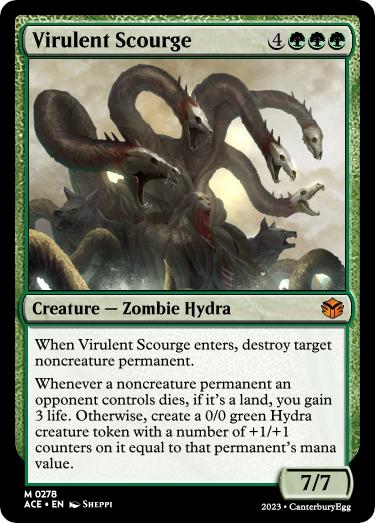 Virulent Scourge 4
Creature — Zombie Hydra
When Virulent Scourge enters, destroy target
noncreature permanent.
Whenever a noncreature permanent an
opponent controls dies, if it's a land, you gain
3 life. Otherwise, create a 0/0 green Hydra
creature token with a number of +1/+1
counters on it equal to that permanent's mana
value.
7/7
M 0278
ACE • EN Sheppi
2023 • CanterburyEgg